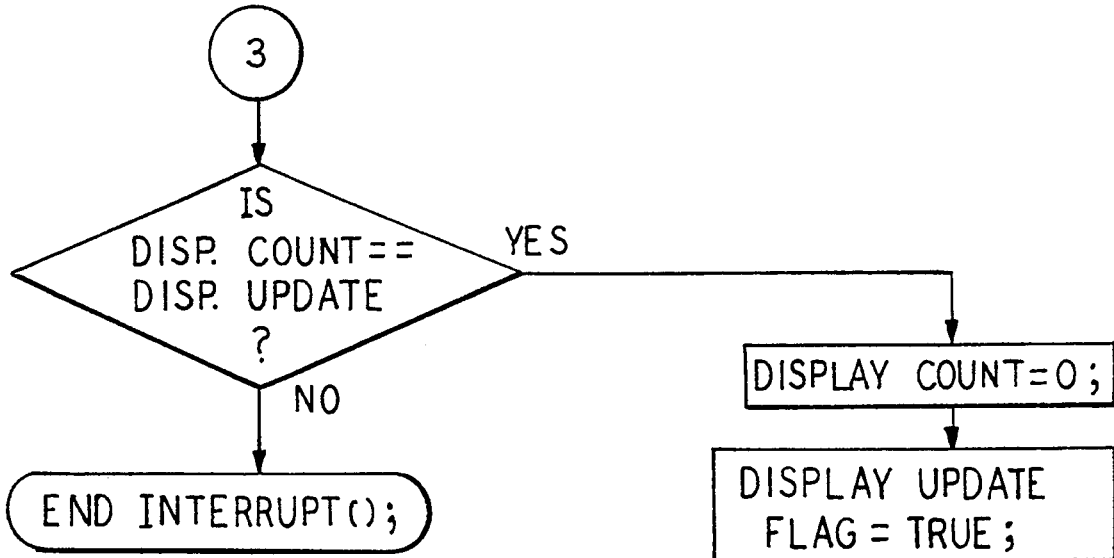 3
IS
DISP. COUNT==
DISP. UPDATE
?
YES
NO
DISPLAY COUNT=0;
END INTERRUPT();
DISPLAY UPDATE
FLAG = TRUE;